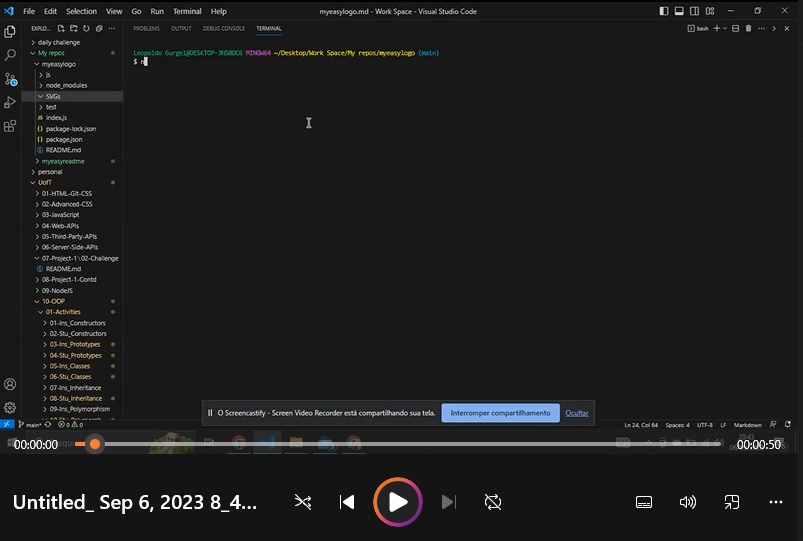 File Edit Selection View Go Run Terminal Help myeasylogo.md - Work Space - Visual Studio Code
EXPLO... PROBLEMS OUTPUT DEBUG CONSOLE TERMINAL bash
daily challenge
My repos
myeasylogo
js
node_modules
SVGs
test
index.js
package-lock.json
package.json
README.md
myeasyreadme
personal
UofT
01-HTML-Git-CSS
02-Advanced-CSS
03-JavaScript
04-Web-APIs
05-Third-Party-APIs
06-Server-Side-APIs
07-Project-1\02-Challenge
README.md
08-Project-1-Contd
09-NodeJS
10-OOP
01-Activities
01-Ins_Constructors
02-Stu_Constructors
03-Ins_Prototypes
04-Stu_Prototypes
05-Ins_Classes
06-Stu_Classes
07-Ins_Inheritance
08-Stu_Inheritance
09-Ins_Polymorphism
Leopoldo Gurgel@DESKTOP-3NS0DC6 MINGW64 ~/Desktop/Work Space/My repos/myeasylogo (main)
$ n
O Screencastify - Screen Video Recorder está compartilhando sua tela. Interromper compartilhamento Ocultar
main* 0 0 Ln 24, Col 64 Spaces: 4 UTF-8 LF Markdown
00:00:00 00:00:50
Untitled_ Sep 6, 2023 8_4...